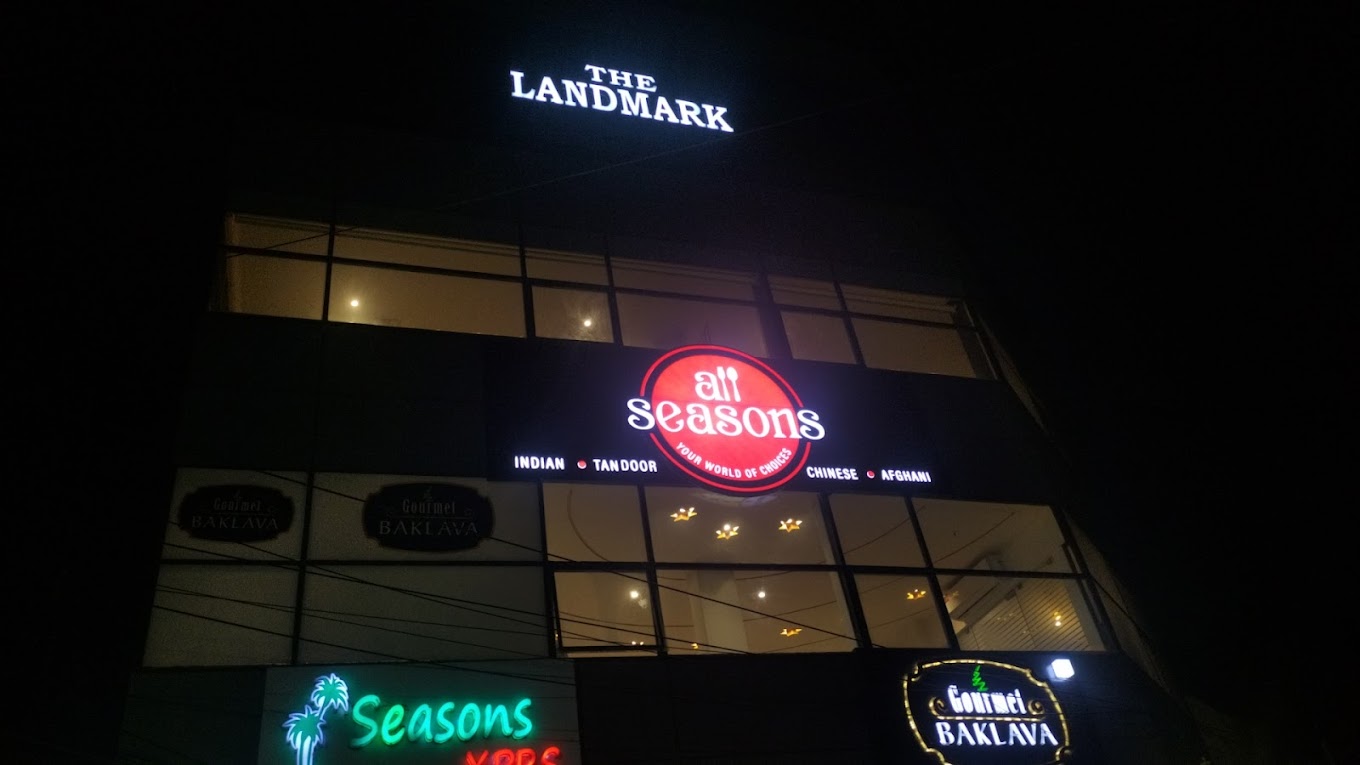 THE
LANDMARK
all
seasons
YOUR WORLD OF CHOICES
INDIAN • TANDOOR
CHINESE • AFGHANI
Gourmet
BAKLAVA
Gourmet
BAKLAVA
Seasons
Gourmet
BAKLAVA